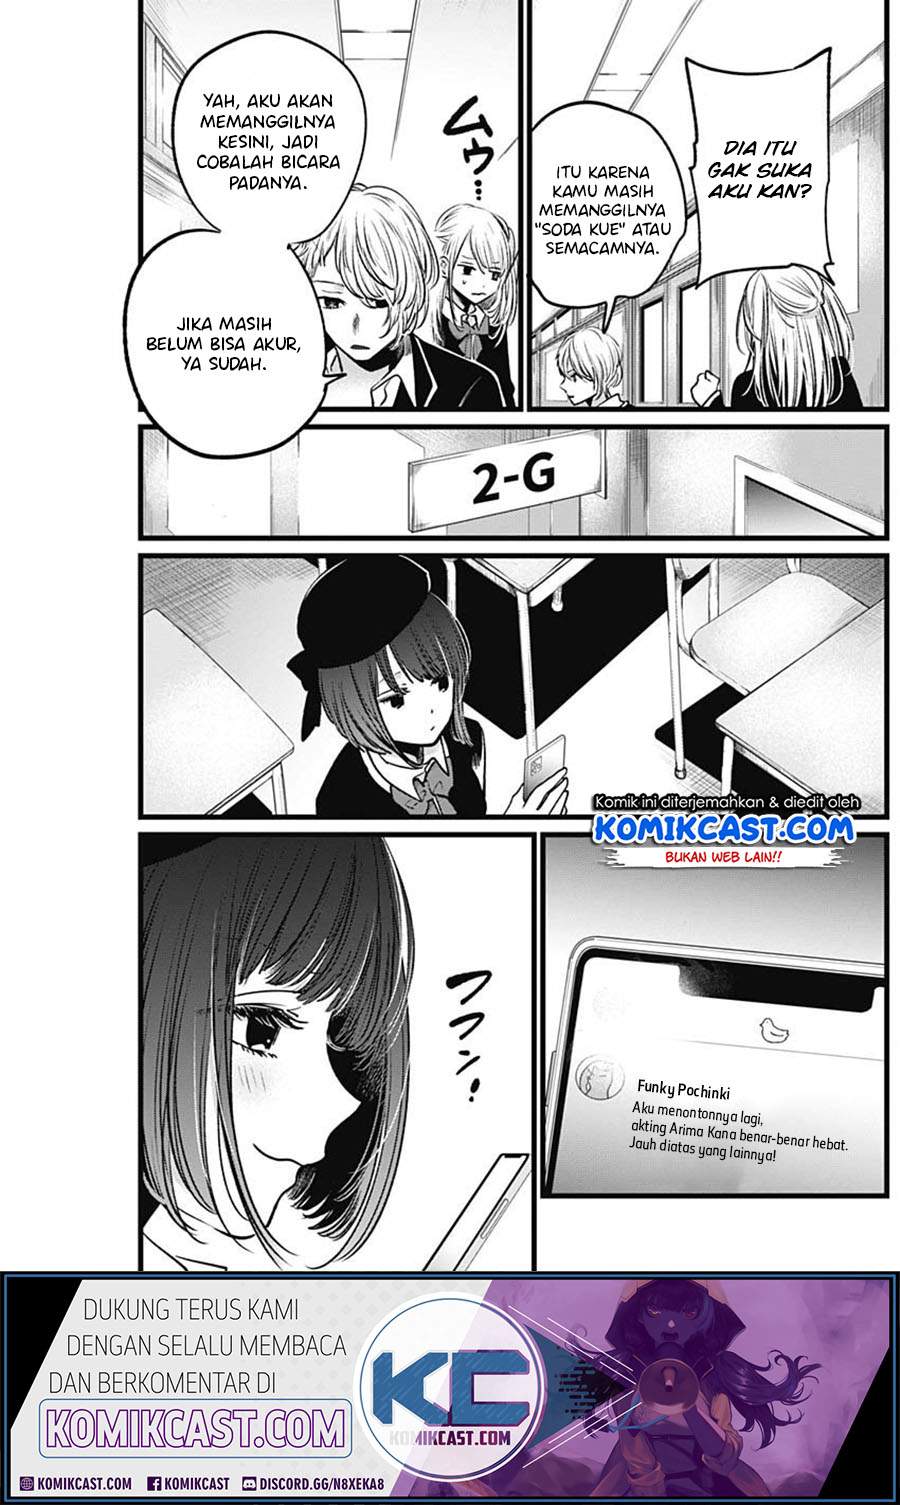 DIA ITU
GAK SUKA
AKU KAN?
ITU KARENA
KAMU MASIH
MEMANGGILNYA
"SODA KUE" ATAU
SEMACAMNYA.
ムゥ…
YAH, AKU AKAN
MEMANGGILNYA
KESINI, JADI
COBALAH BICARA
PADANYA.
JIKA MASIH
BELUM BISA AKUR,
YA SUDAH.
2-G
Komik ini diterjemahkan & diedit oleh
KOMIKCAST.COM
BUKAN WEB LAIN!!
Funky Pochinki
Aku menontonnya lagi,
akting Arima Kana benar-benar hebat.
Jauh diatas yang lainnya!
フフン!
DUKUNG TERUS KAMI
DENGAN SELALU MEMBACA
DAN BERKOMENTAR DI
KOMIKCAST.COM
KOMIKCAST.COM
KOMIKCAST
DISCORD.GG/N8XEKA8
KC
KOMIKCAST.COM